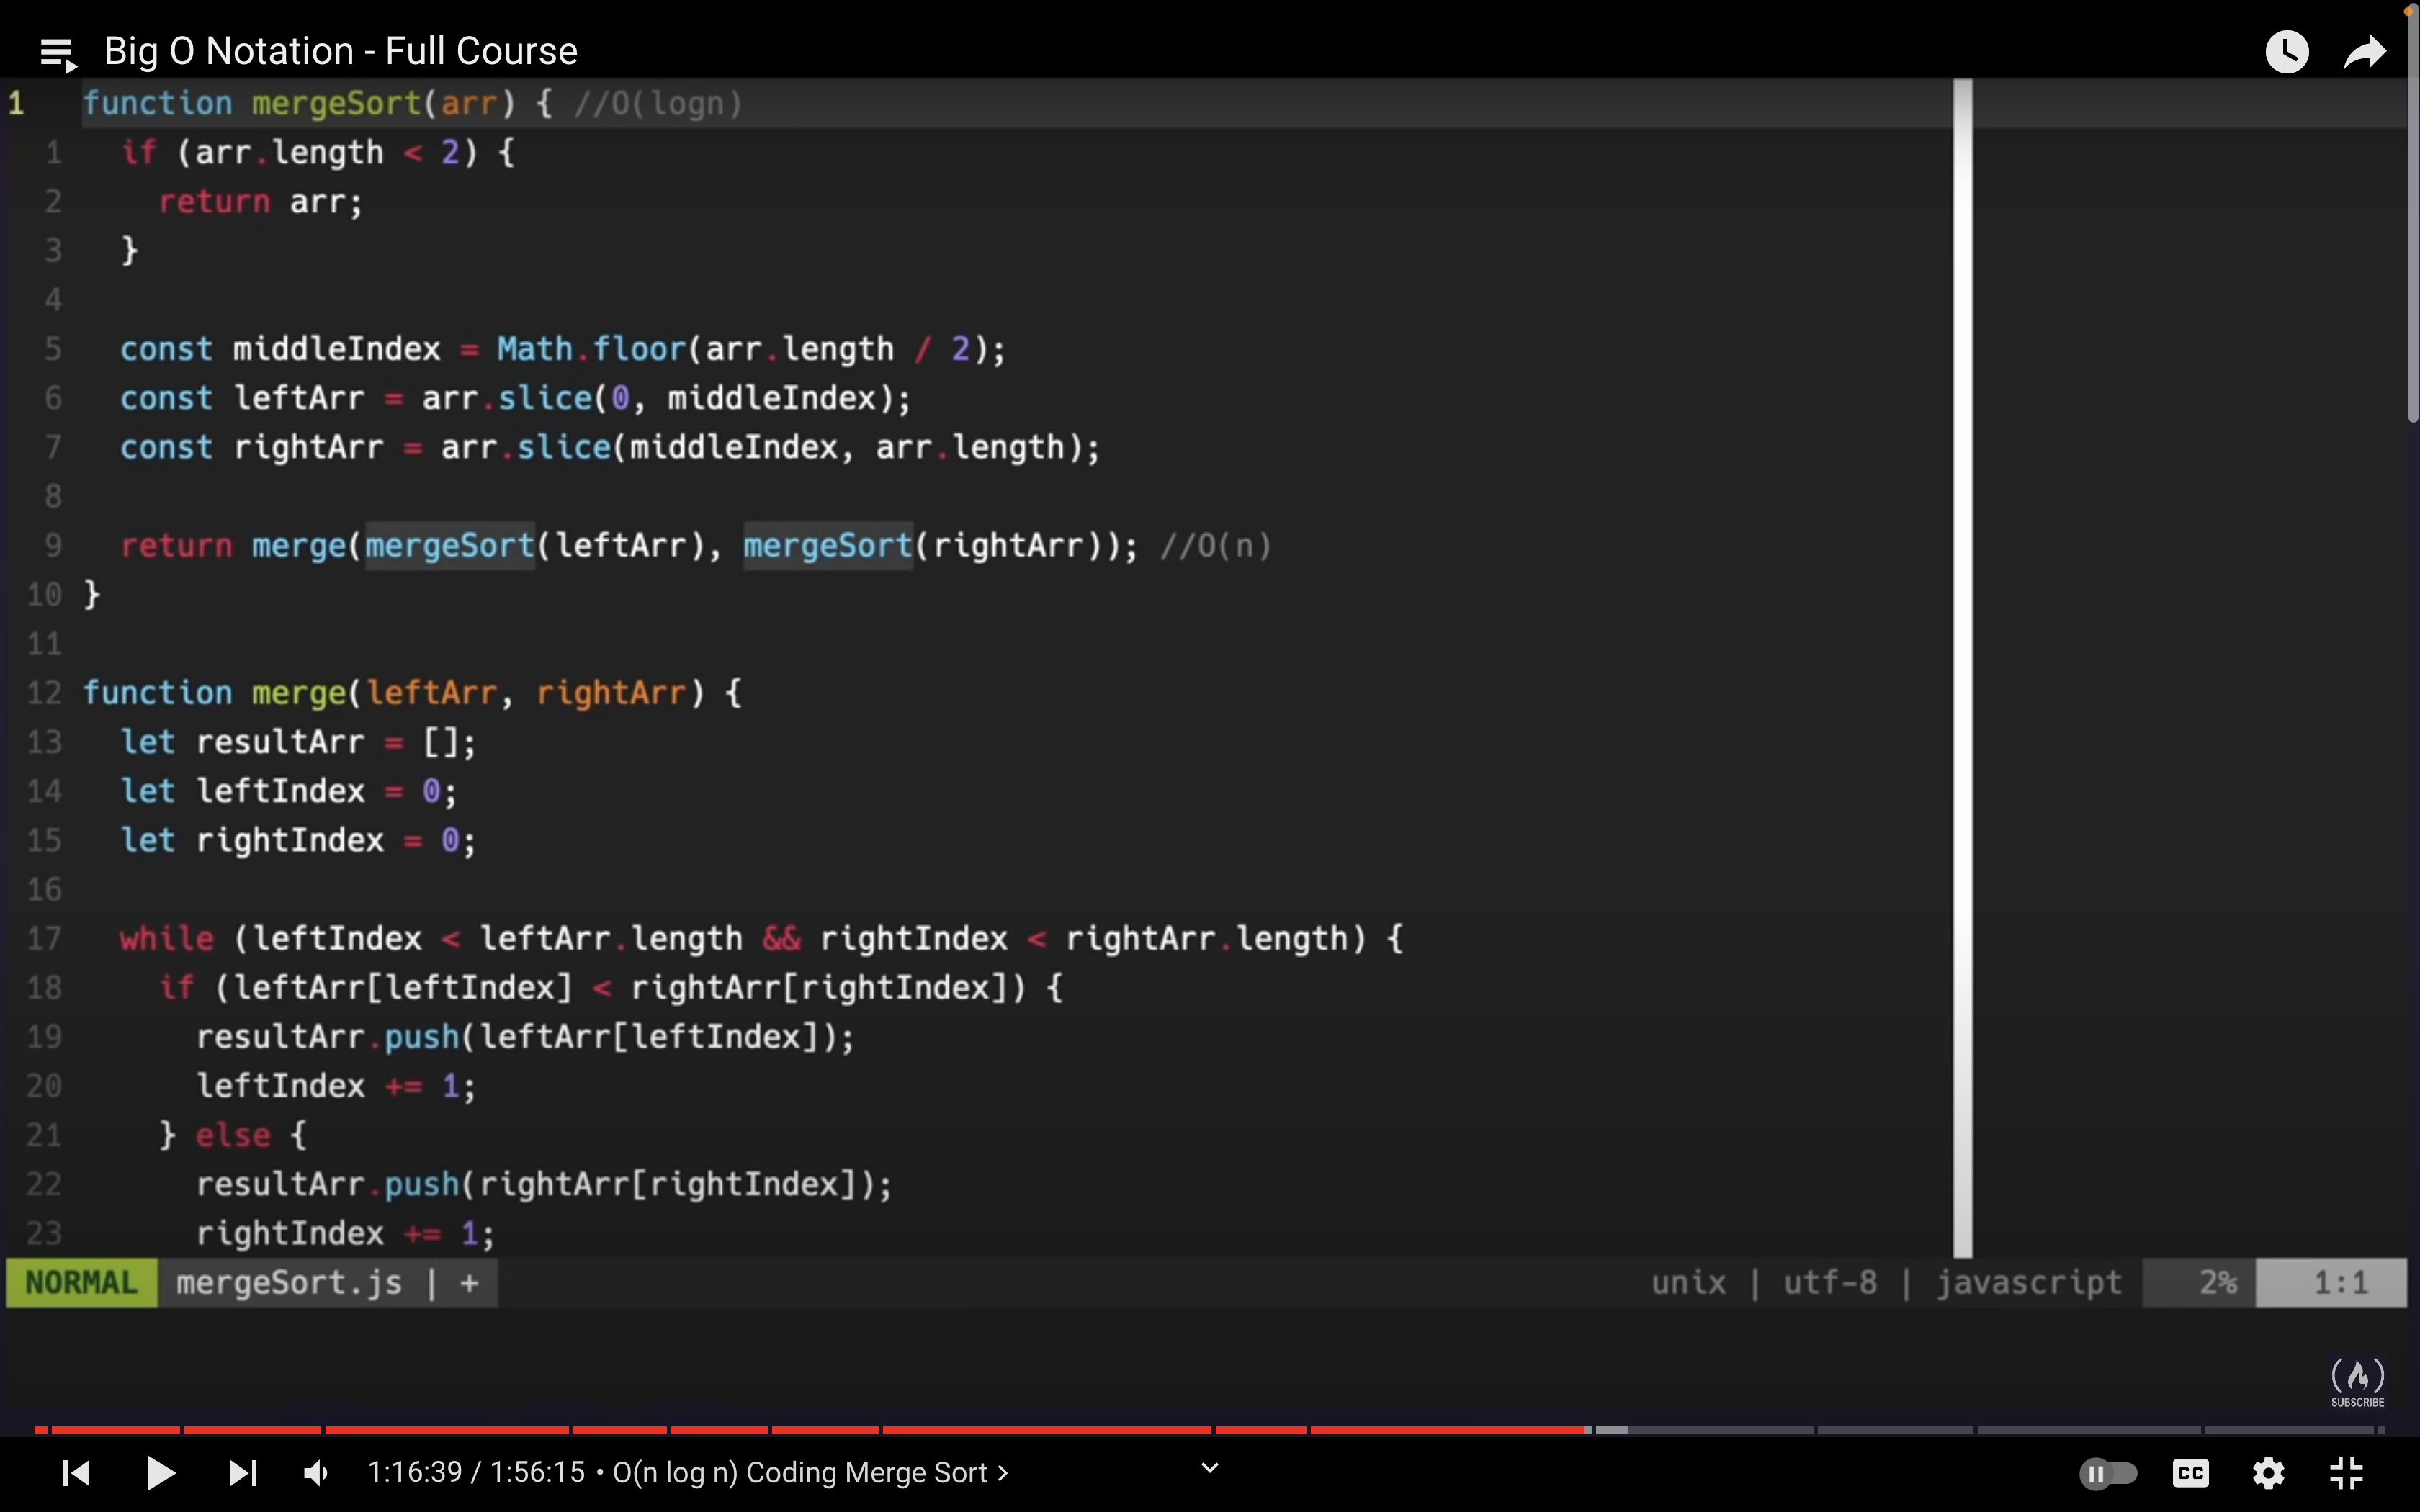 Big O Notation - Full Course
1 function mergeSort(arr) { //O(logn)
1 if (arr.length < 2) {
2 return arr;
3 }
4
5 const middleIndex = Math.floor(arr.length / 2);
6 const leftArr = arr.slice(0, middleIndex);
7 const rightArr = arr.slice(middleIndex, arr.length);
8
9 return merge(mergeSort(leftArr), mergeSort(rightArr)); //O(n)
10 }
11
12 function merge(leftArr, rightArr) {
13 let resultArr = [];
14 let leftIndex = 0;
15 let rightIndex = 0;
16
17 while (leftIndex < leftArr.length && rightIndex < rightArr.length) {
18 if (leftArr[leftIndex] < rightArr[rightIndex]) {
19 resultArr.push(leftArr[leftIndex]);
20 leftIndex += 1;
21 } else {
22 resultArr.push(rightArr[rightIndex]);
23 rightIndex += 1;
NORMAL mergeSort.js | + unix | utf-8 | javascript 2% 1:1
SUBSCRIBE
1:16:39 / 1:56:15 • O(n log n) Coding Merge Sort > CC